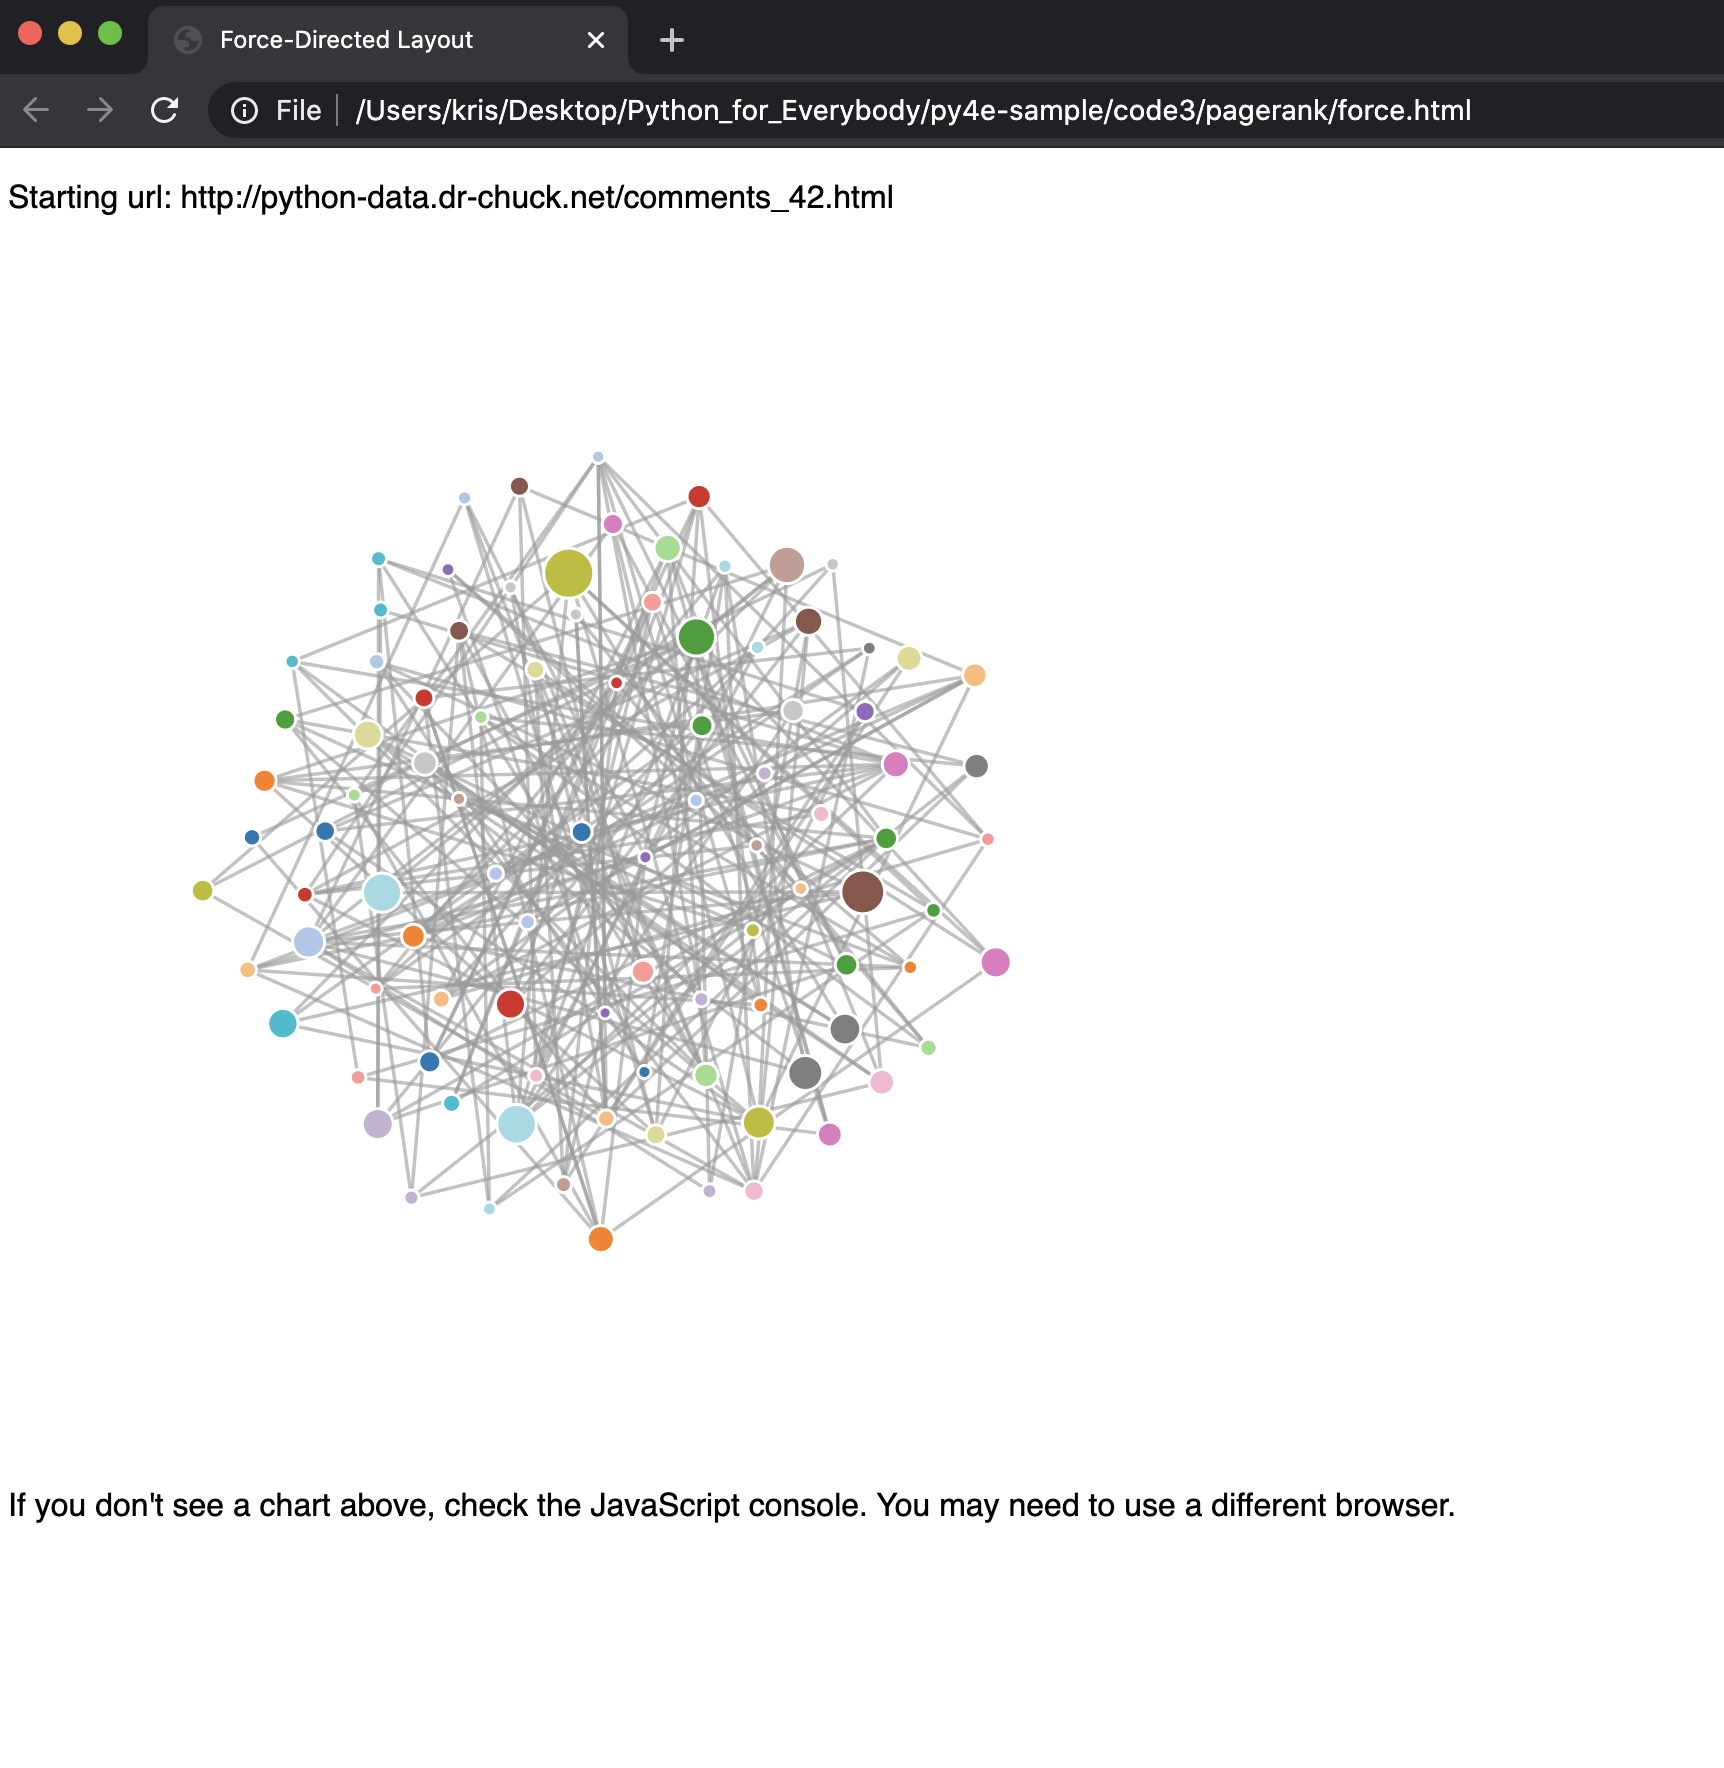 Force-Directed Layout
File /Users/kris/Desktop/Python_for_Everybody/py4e-sample/code3/pagerank/force.html
Starting url: http://python-data.dr-chuck.net/comments_42.html
If you don't see a chart above, check the JavaScript console. You may need to use a different browser.